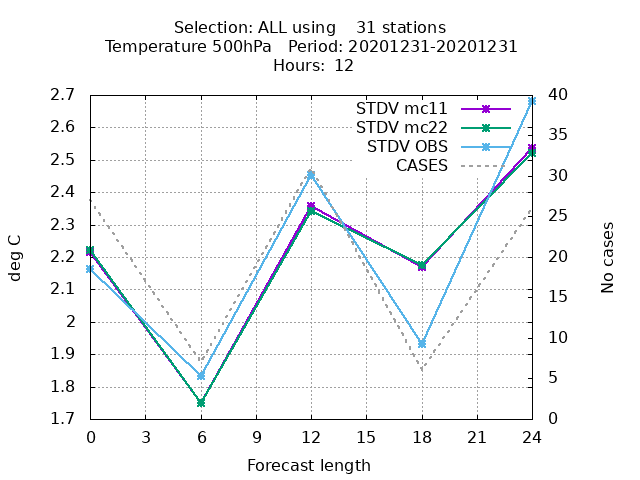 Selection: ALL using    31 stations
Temperature 500hPa   Period: 20201231-20201231
Hours: 12
STDV mc11
STDV mc22
STDV OBS
CASES
deg C
2.7
2.6
2.5
2.4
2.3
2.2
2.1
2
1.9
1.8
1.7
40
35
30
25
20
15
10
5
0
No cases
0 3 6 9 12 15 18 21 24
Forecast length